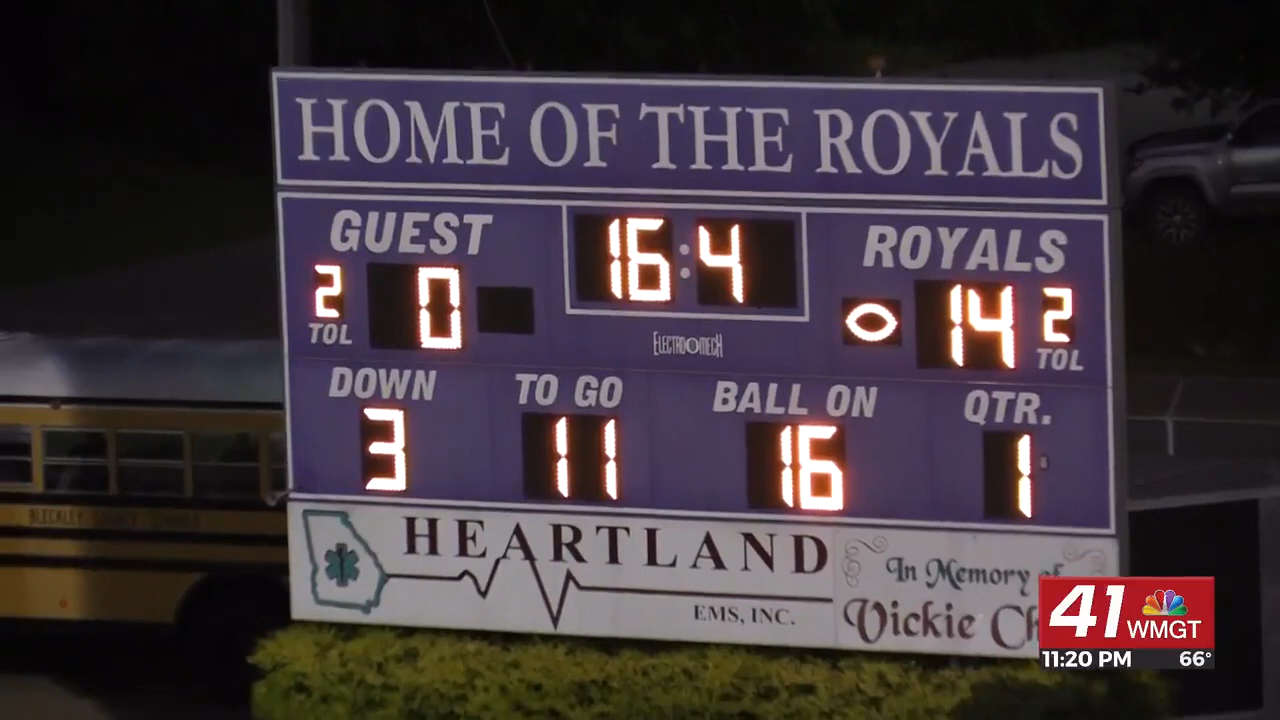 HOME OF THE ROYALS
GUEST
16:4
ROYALS
2
0
14
2
TOL
ELECTRO-MECH
TOL
DOWN
TO GO
BALL ON
QTR.
3
11
16
1
BLECKLEY COUNTY
HEARTLAND
EMS, INC.
In Memory of
Vickie
41 WMGT
11:20 PM 66°